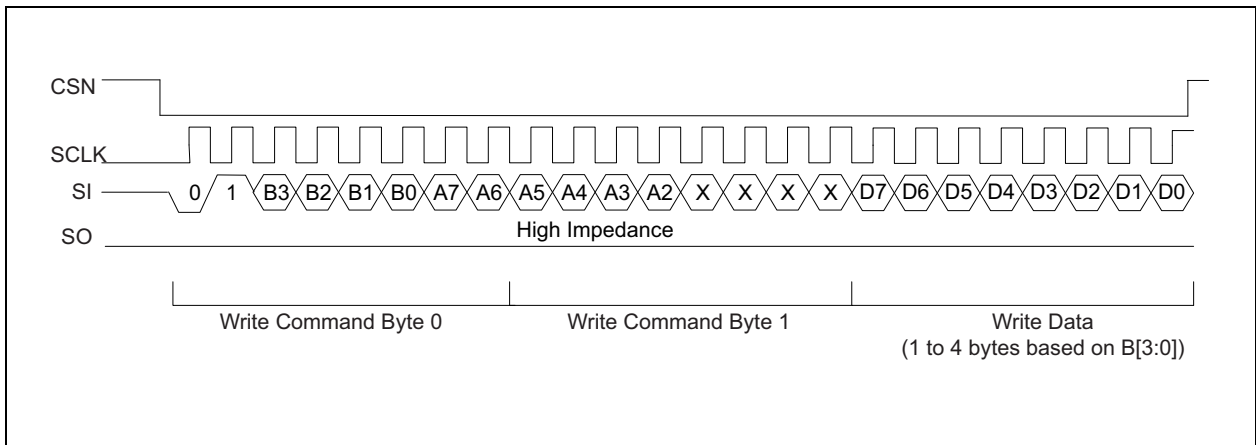 CSN
SCLK
SI 0 1 B3 B2 B1 B0 A7 A6 A5 A4 A3 A2 X X X X D7 D6 D5 D4 D3 D2 D1 D0
High Impedance
SO
Write Command Byte 0 Write Command Byte 1 Write Data
(1 to 4 bytes based on B[3:0])